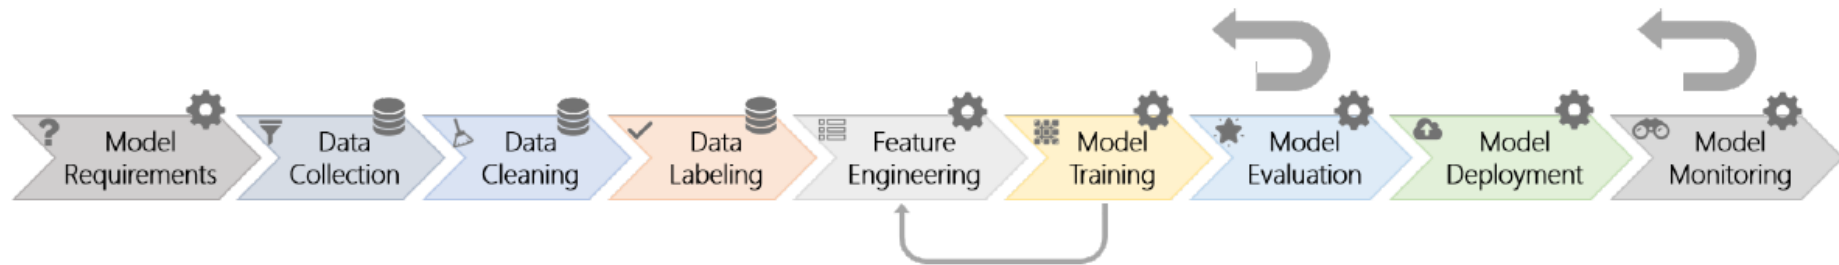 Model
Requirements
Data
Collection
Data
Cleaning
Data
Labeling
Feature
Engineering
Model
Training
Model
Evaluation
Model
Deployment
Model
Monitoring